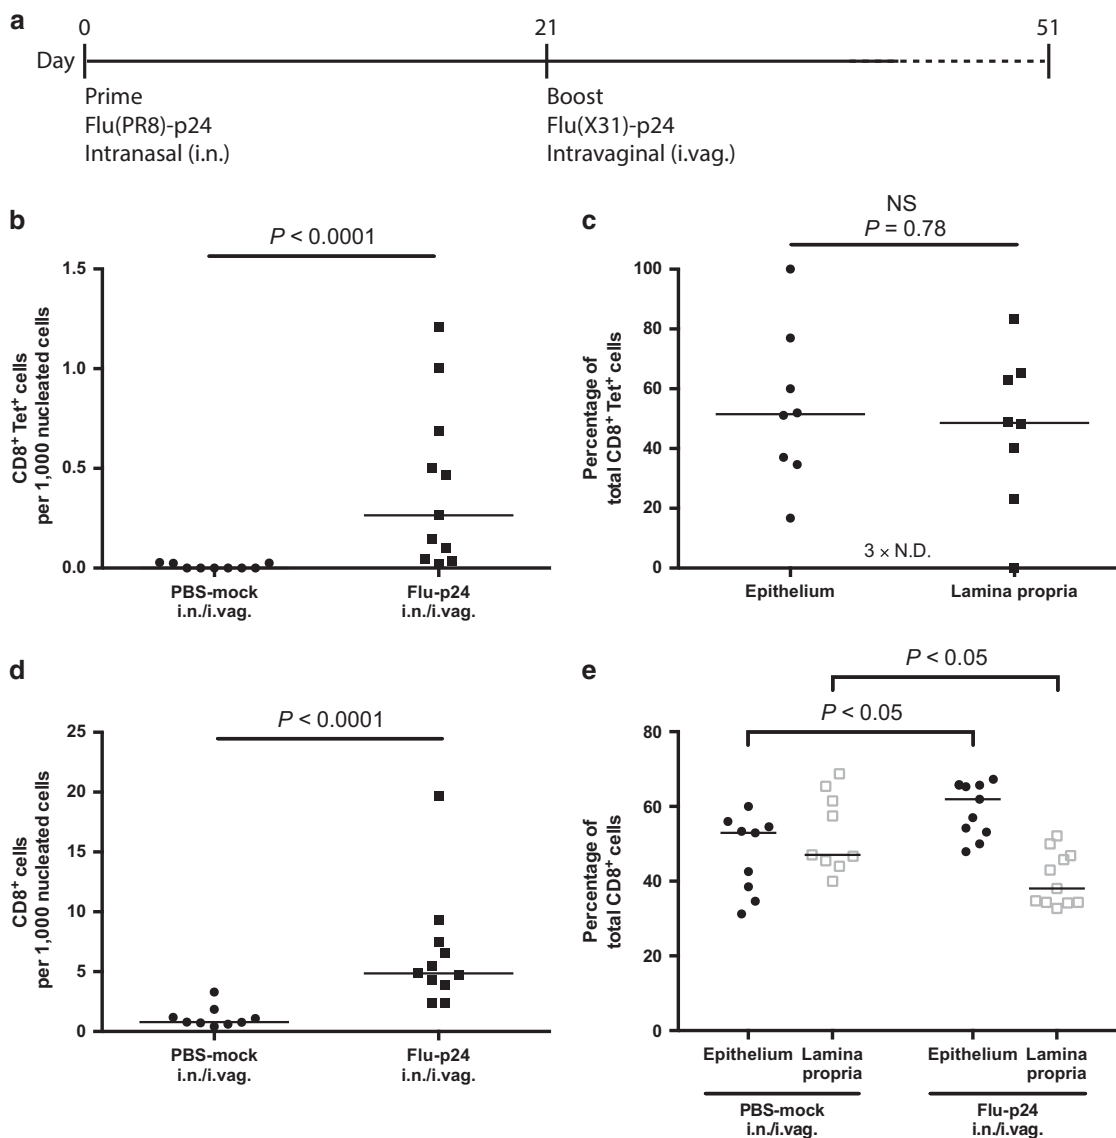 a
0 21 51
Day
Prime Boost
Flu(PR8)-p24 Flu(X31)-p24
Intranasal (i.n.) Intravaginal (i.vag.)
b
P < 0.0001
CD8+ Tet+ cells
per 1,000 nucleated cells
1.5
1.0
0.5
0.0
PBS-mock Flu-p24
i.n./i.vag. i.n./i.vag.
c
NS
P = 0.78
Percentage of
total CD8+ Tet+ cells
100
80
60
40
20
0
3 × N.D.
Epithelium Lamina propria
d
P < 0.0001
CD8+ cells
per 1,000 nucleated cells
25
20
15
10
5
0
PBS-mock Flu-p24
i.n./i.vag. i.n./i.vag.
e
P < 0.05
P < 0.05
Percentage of
total CD8+ cells
80
60
40
20
0
Epithelium Lamina Epithelium Lamina
propria propria
PBS-mock Flu-p24
i.n./i.vag. i.n./i.vag.